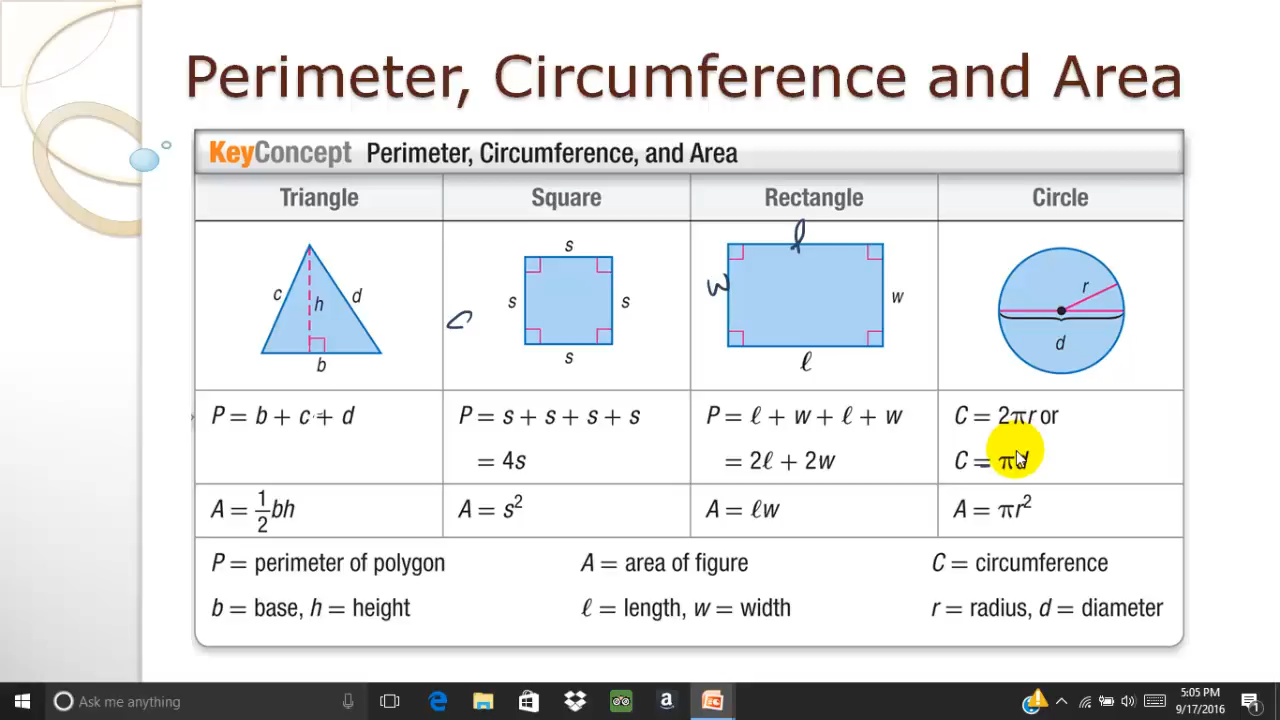 Perimeter, Circumference and Area
KeyConcept Perimeter, Circumference, and Area
Triangle Square Rectangle Circle
c h d b
s s s s
ℓ w w ℓ
r d
C
P = b + c + d P = s + s + s + s P = ℓ + w + ℓ + w C = 2πr or
= 4s = 2ℓ + 2w C = πd
A = 1/2 bh A = s² A = ℓw A = πr²
P = perimeter of polygon A = area of figure C = circumference
b = base, h = height ℓ = length, w = width r = radius, d = diameter
Ask me anything
5:05 PM
9/17/2016